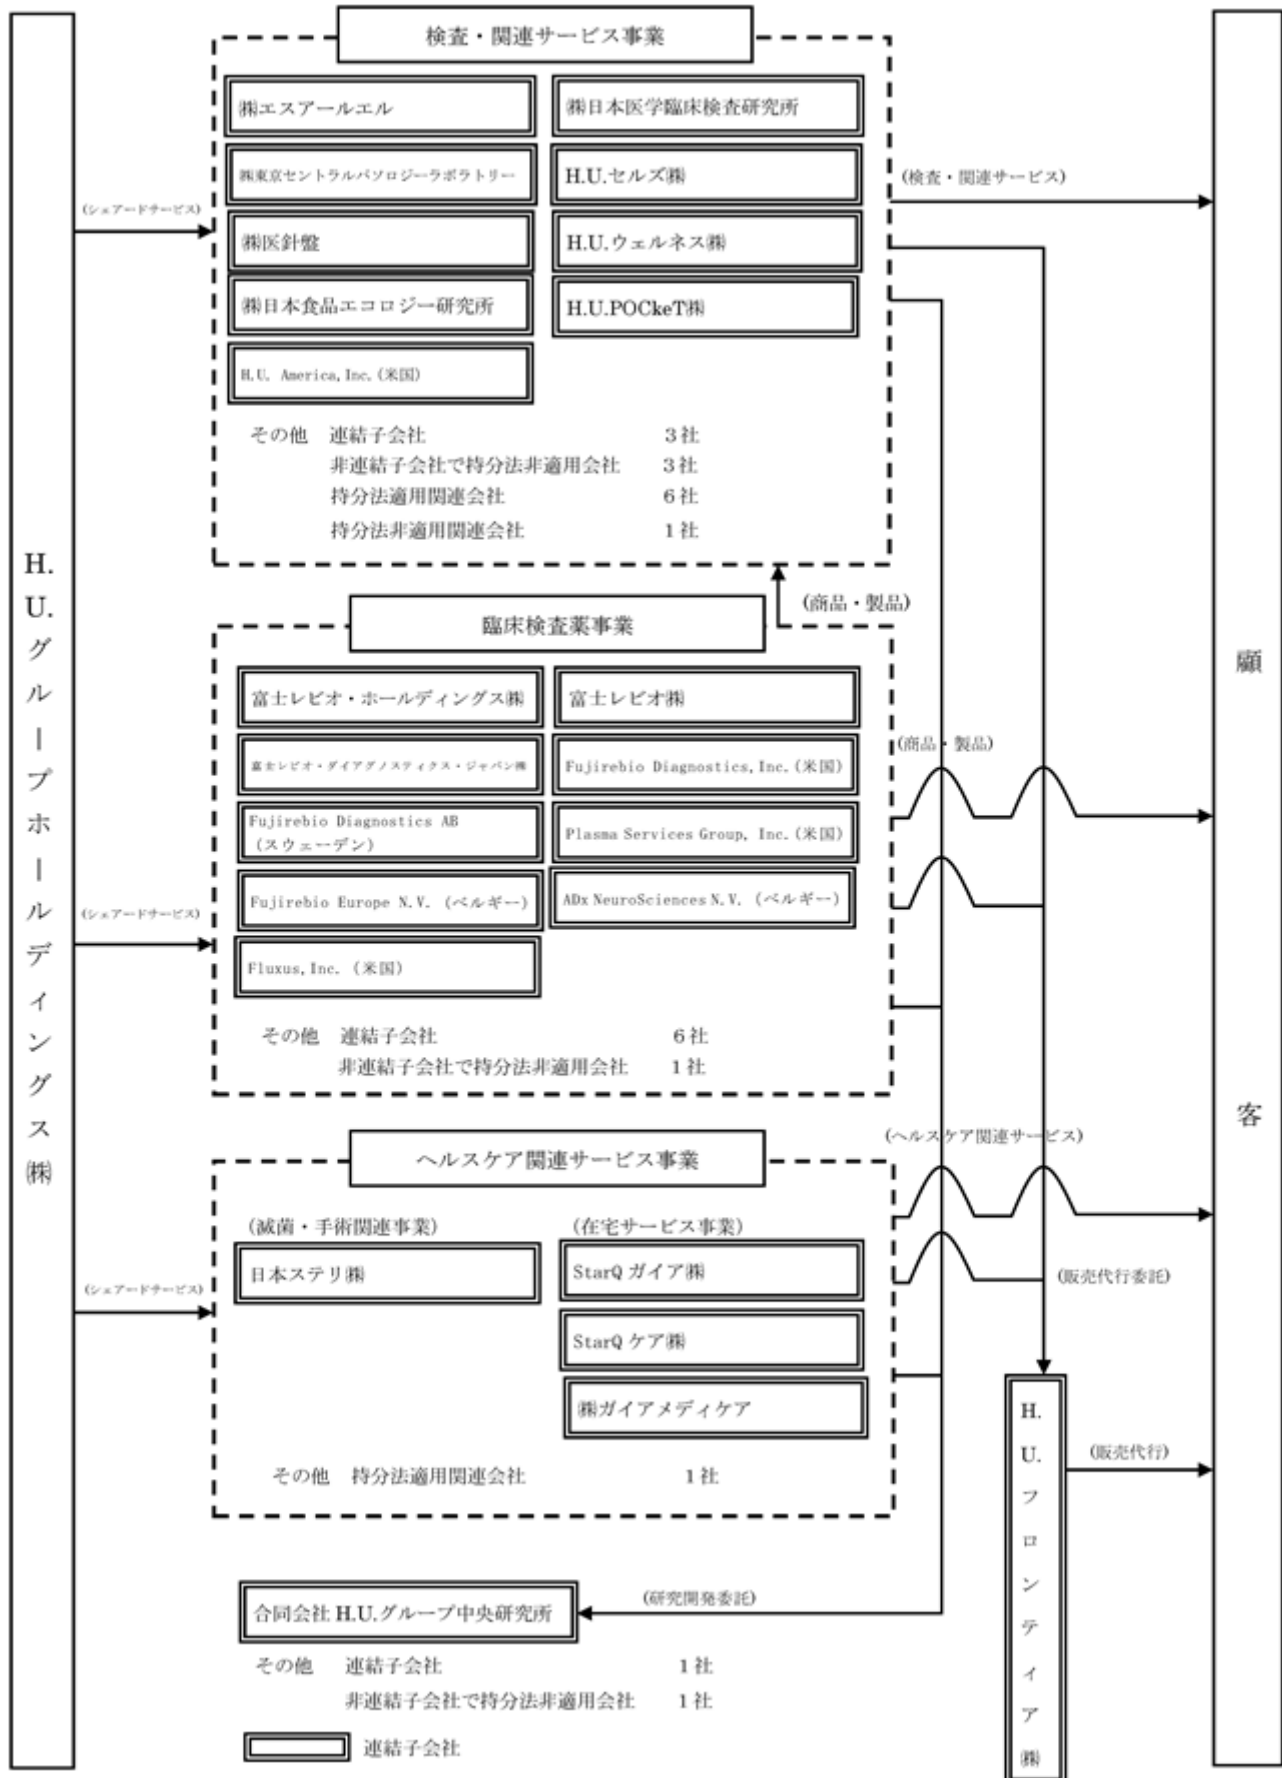 H.U.グループホールディングス㈱
検査・関連サービス事業
㈱エスアールエル
㈱日本医学臨床検査研究所
㈱東京セントラルパソロジーラボラトリー
H.U.セルズ㈱
㈱医針盤
H.U.ウェルネス㈱
㈱日本食品エコロジー研究所
H.U.POCkeT㈱
H.U. America,Inc.(米国)
その他 連結子会社 3社
非連結子会社で持分法非適用会社 3社
持分法適用関連会社 6社
持分法非適用関連会社 1社
(シェアードサービス)
(検査・関連サービス)
(商品・製品)
臨床検査薬事業
富士レビオ・ホールディングス㈱
富士レビオ㈱
富士レビオ・ダイアグノスティクス・ジャパン㈱
Fujirebio Diagnostics,Inc.(米国)
Fujirebio Diagnostics AB
(スウェーデン)
Plasma Services Group, Inc.(米国)
Fujirebio Europe N.V. (ベルギー)
ADx NeuroSciences N.V. (ベルギー)
Fluxus,Inc. (米国)
その他 連結子会社 6社
非連結子会社で持分法非適用会社 1社
(シェアードサービス)
(商品・製品)
ヘルスケア関連サービス事業
(滅菌・手術関連事業)
(在宅サービス事業)
日本ステリ㈱
StarQ ガイア㈱
StarQ ケア㈱
㈱ガイアメディケア
その他 持分法適用関連会社 1社
(シェアードサービス)
(ヘルスケア関連サービス)
(販売代行委託)
H.U.フロンティア㈱
(販売代行)
顧客
合同会社 H.U.グループ中央研究所
(研究開発委託)
その他 連結子会社 1社
非連結子会社で持分法非適用会社 1社
連結子会社